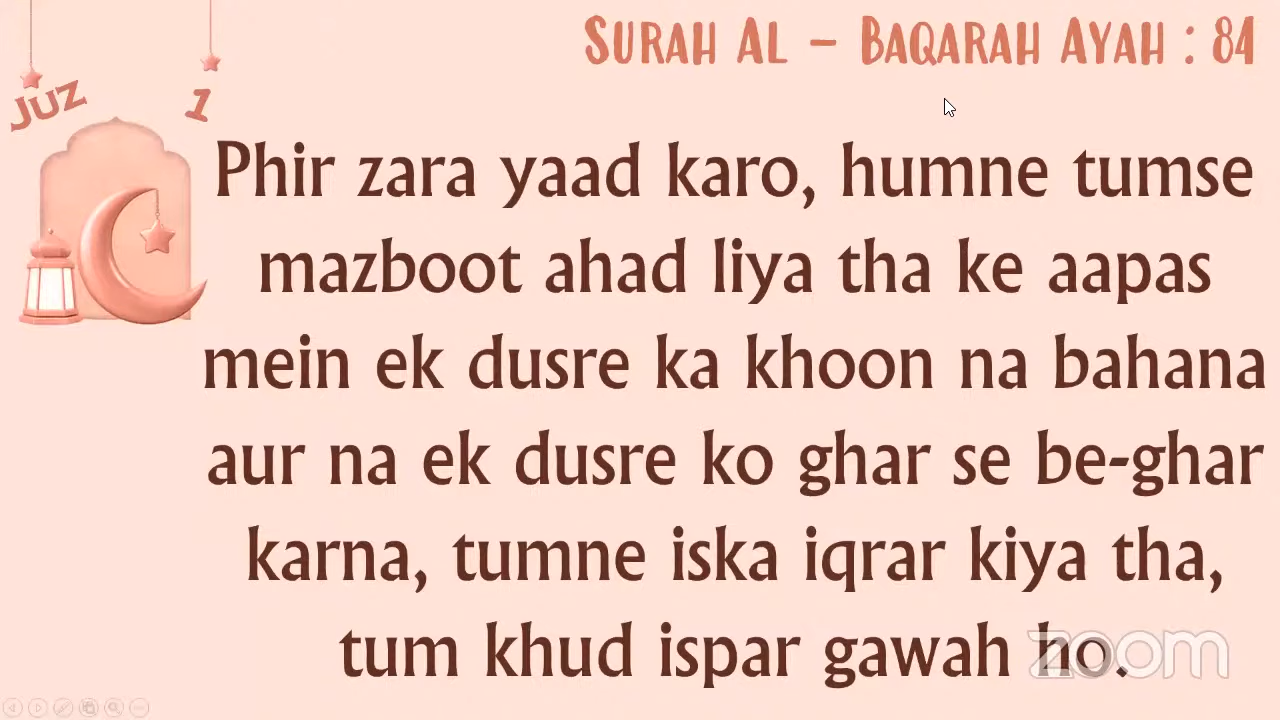 SURAH AL – BAQARAH AYAH : 84
JUZ 1
Phir zara yaad karo, humne tumse
mazboot ahad liya tha ke aapas
mein ek dusre ka khoon na bahana
aur na ek dusre ko ghar se be-ghar
karna, tumne iska iqrar kiya tha,
tum khud ispar gawah ho.
zoom